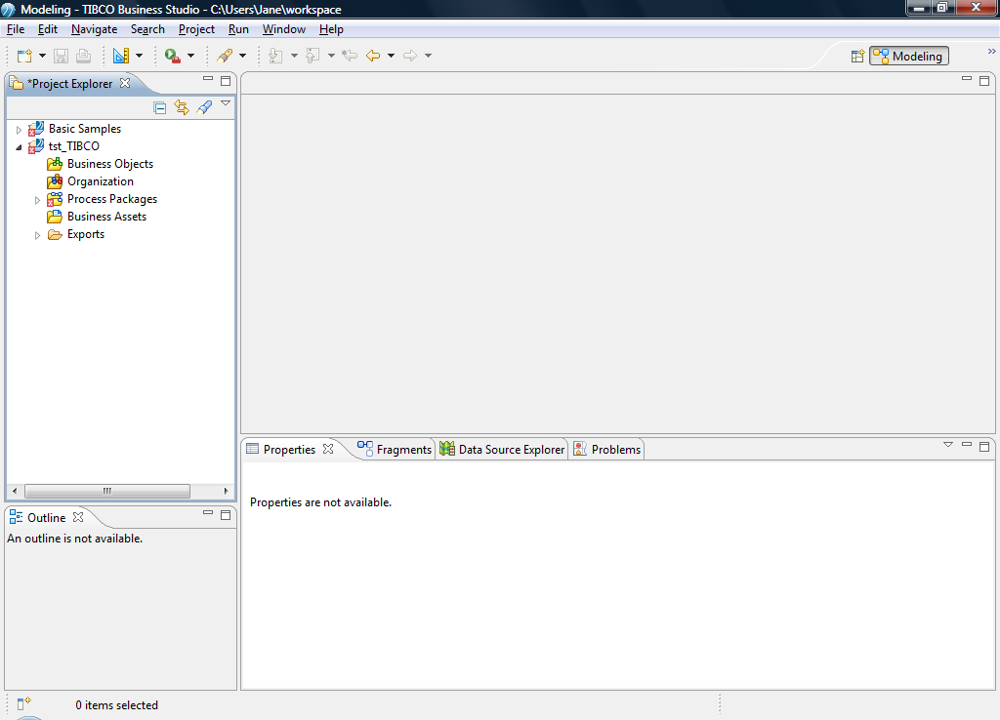 Modeling - TIBCO Business Studio - C:\Users\Jane\workspace
File Edit Navigate Search Project Run Window Help
Modeling
*Project Explorer
Basic Samples
tst_TIBCO
Business Objects
Organization
Process Packages
Business Assets
Exports
Outline
An outline is not available.
Properties Fragments Data Source Explorer Problems
Properties are not available.
0 items selected